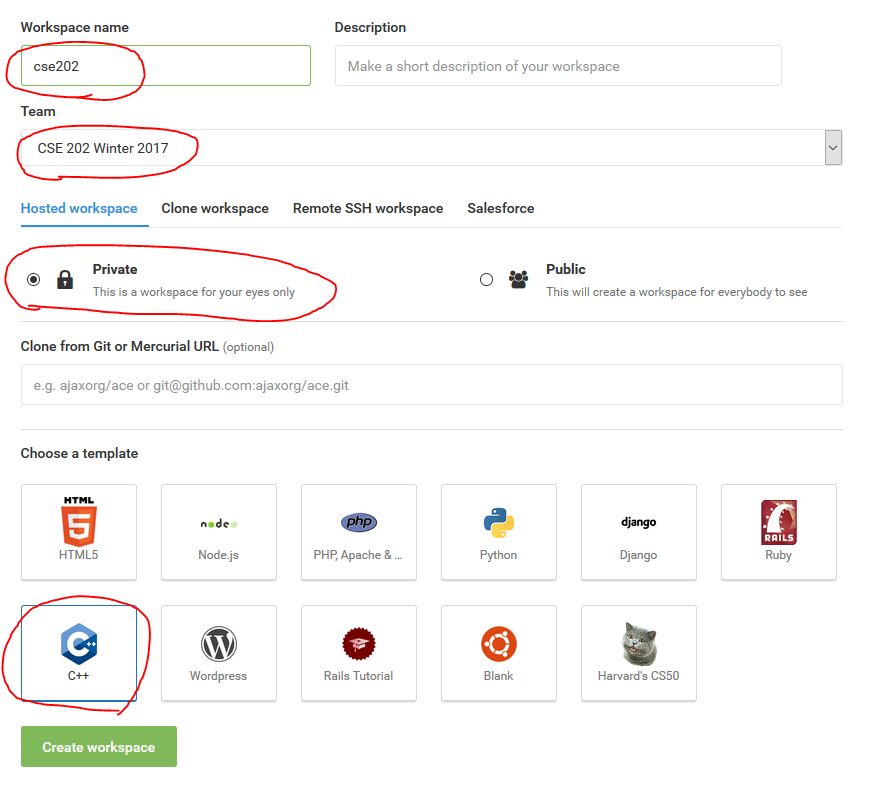 Workspace name Description
cse202 Make a short description of your workspace
Team
CSE 202 Winter 2017
Hosted workspace Clone workspace Remote SSH workspace Salesforce
Private Public
This is a workspace for your eyes only This will create a workspace for everybody to see
Clone from Git or Mercurial URL (optional)
e.g. ajaxorg/ace or git@github.com:ajaxorg/ace.git
Choose a template
HTML 5 node php django RAILS
HTML5 Node.js PHP, Apache & ... Python Django Ruby
C++ W
C++ Wordpress Rails Tutorial Blank Harvard's CS50
Create workspace